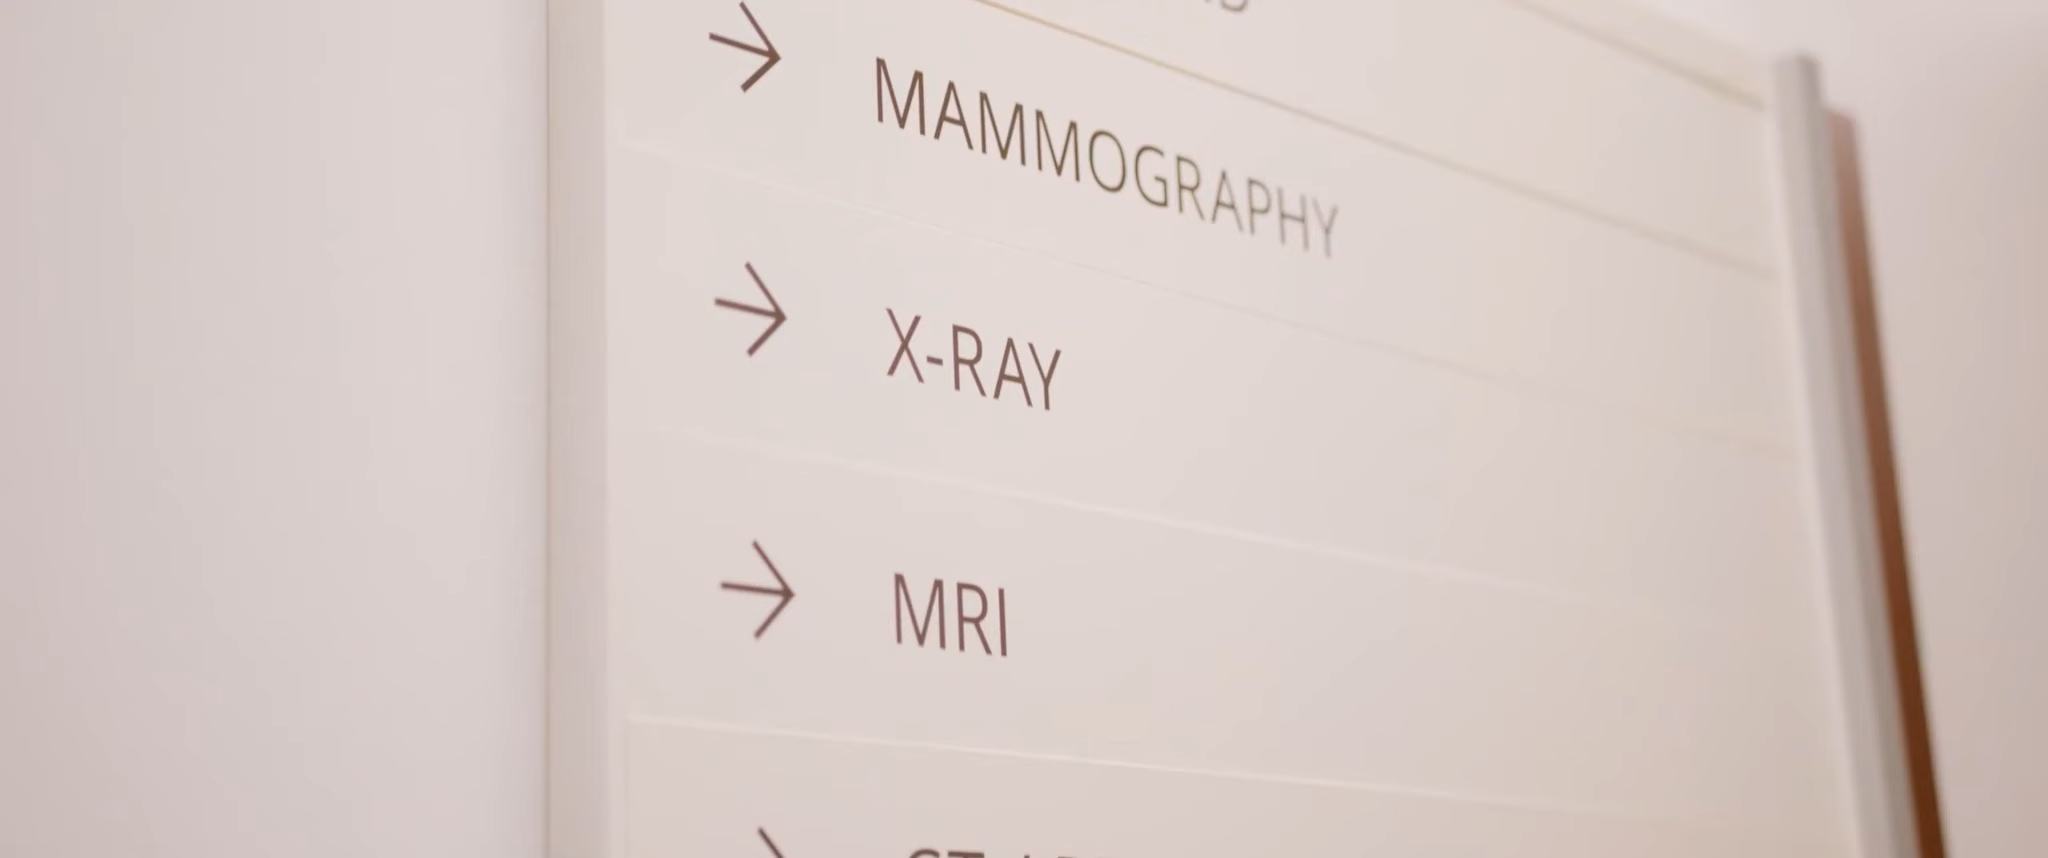 → MAMMOGRAPHY
→ X-RAY
→ MRI